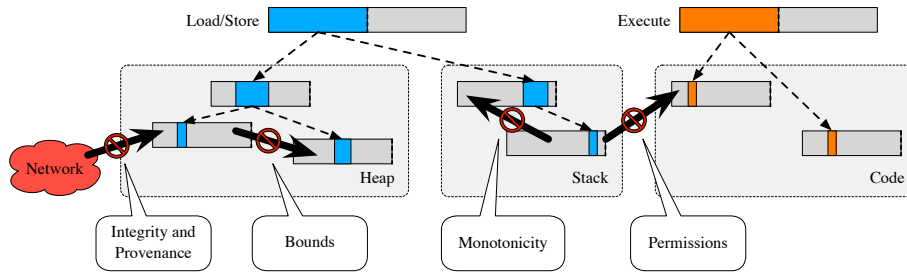 Load/Store
Execute
Network
Heap
Stack
Code
Integrity and
Provenance
Bounds
Monotonicity
Permissions